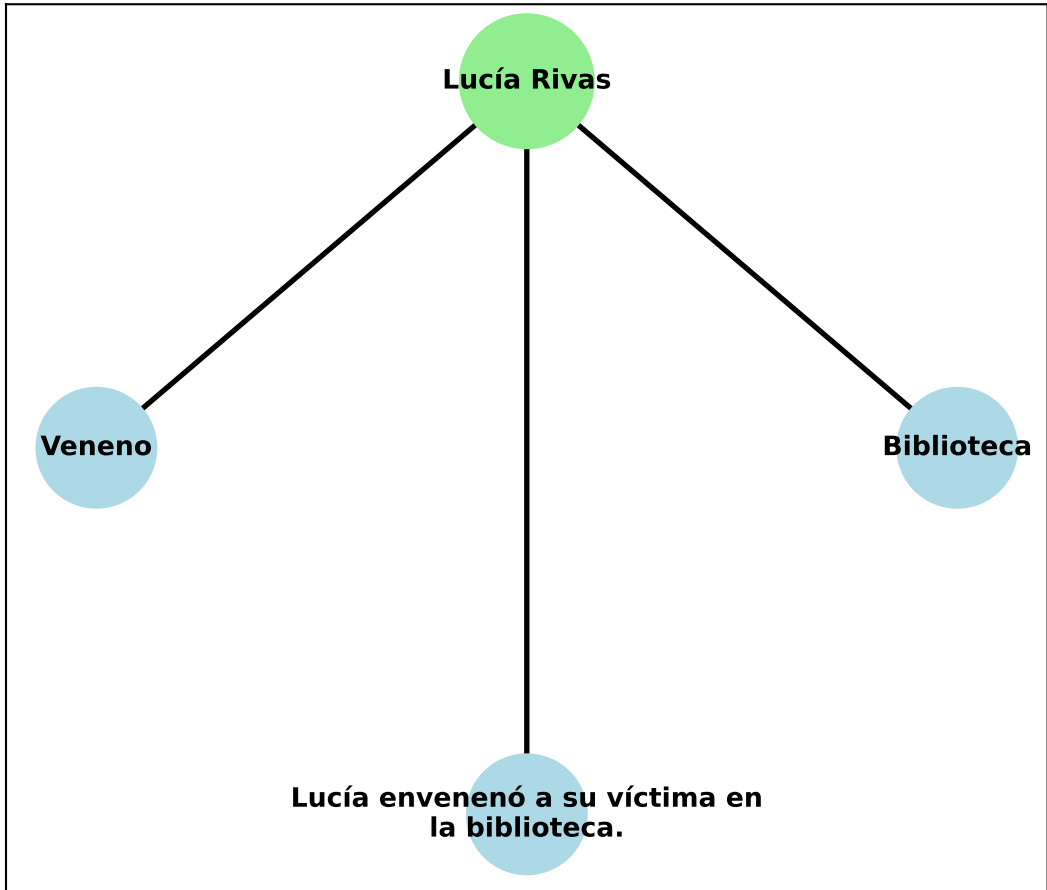 Lucía Rivas
Veneno
Biblioteca
Lucía envenenó a su víctima en
la biblioteca.